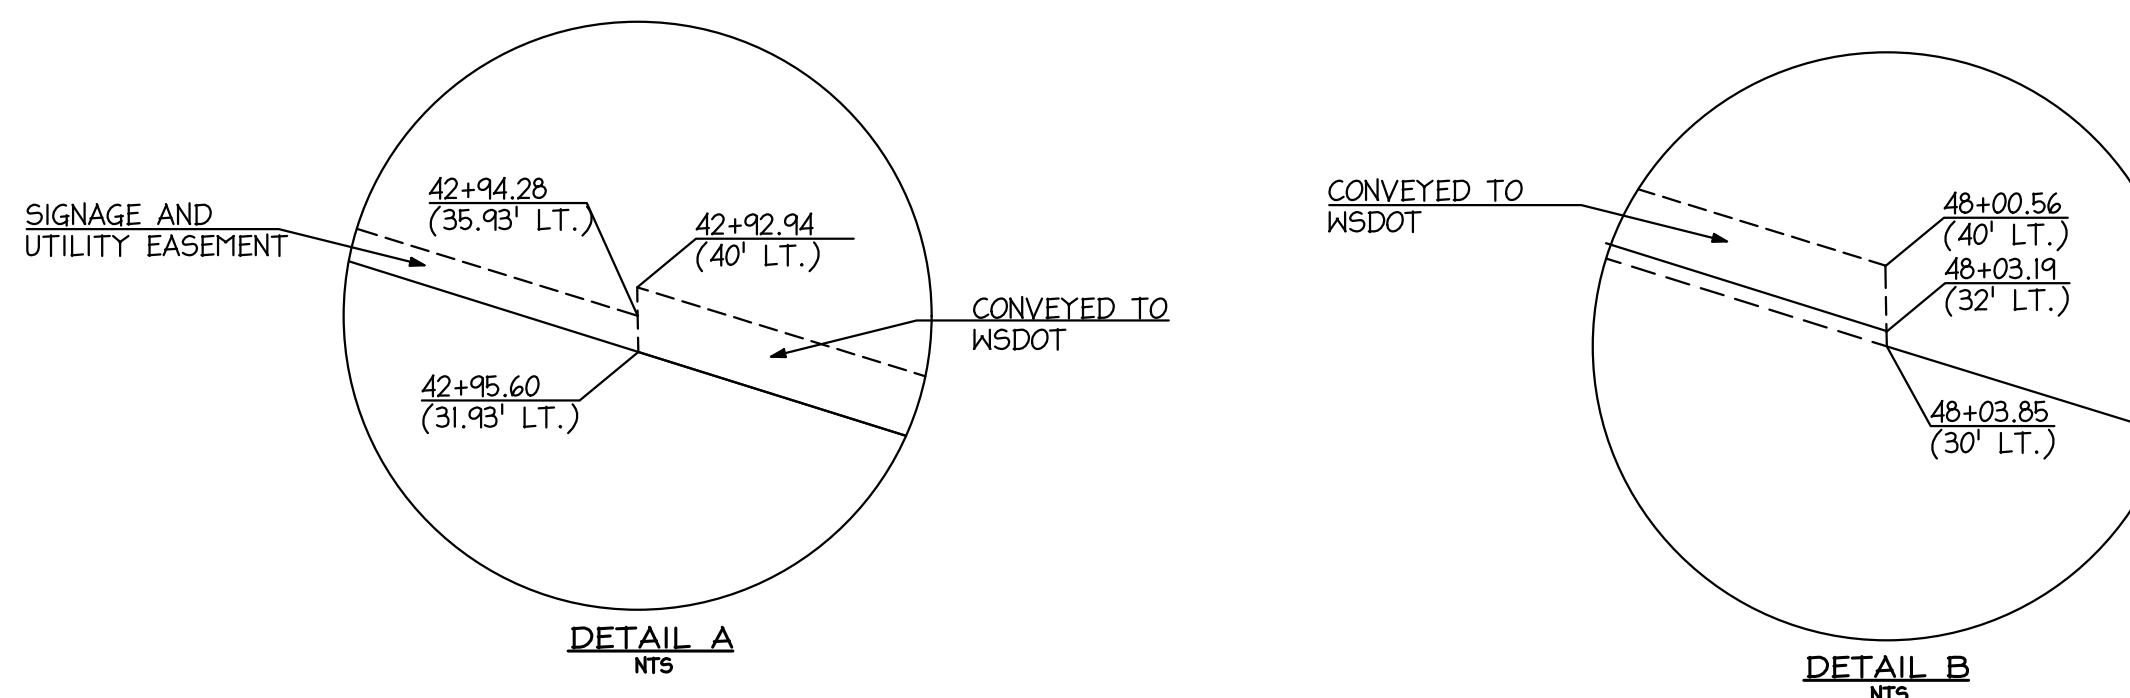 SIGNAGE AND
UTILITY EASEMENT
42+94.28
(35.93' LT.)
42+92.94
(40' LT.)
CONVEYED TO
WSDOT
42+95.60
(31.93' LT.)
DETAIL A
NTS
CONVEYED TO
WSDOT
48+00.56
(40' LT.)
48+03.19
(32' LT.)
48+03.85
(30' LT.)
DETAIL B
NTS